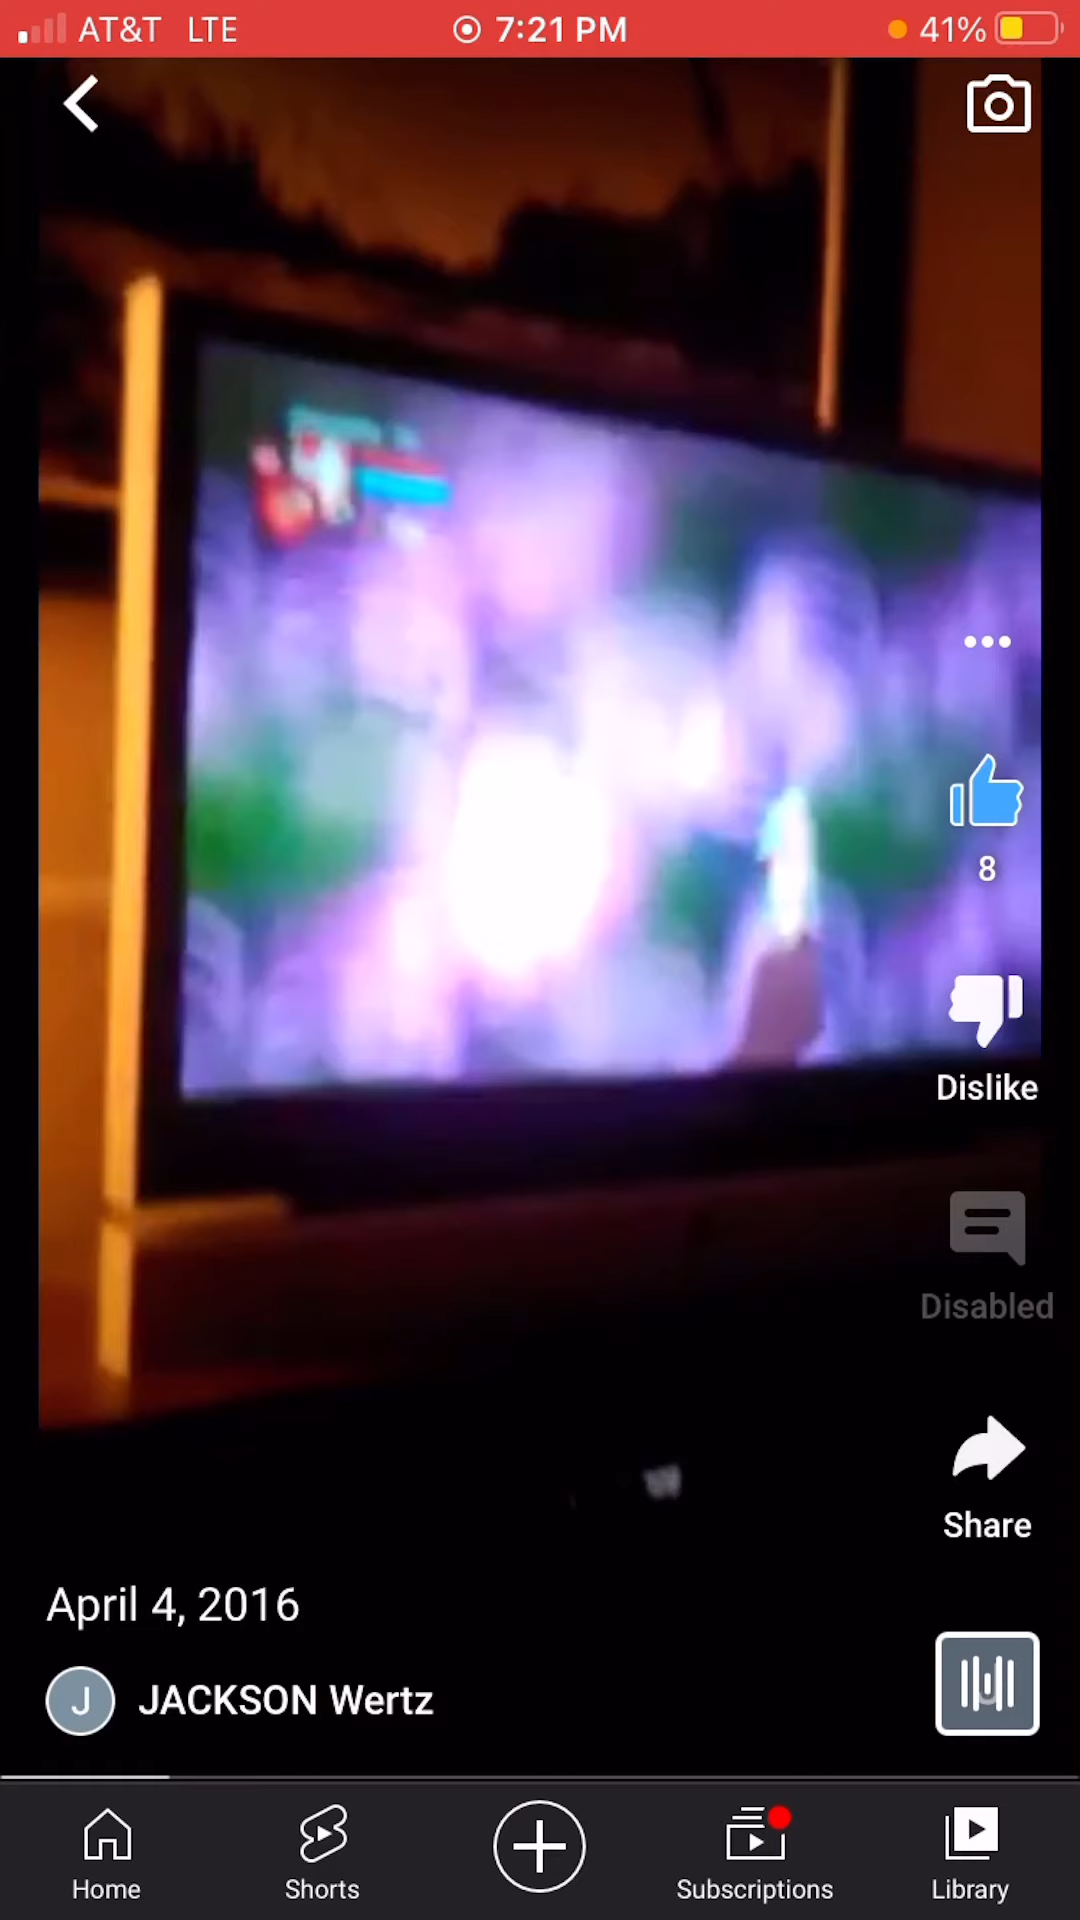 AT&T LTE 7:21 PM 41%
8
Dislike
Disabled
Share
April 4, 2016
J JACKSON Wertz
Home Shorts Subscriptions Library